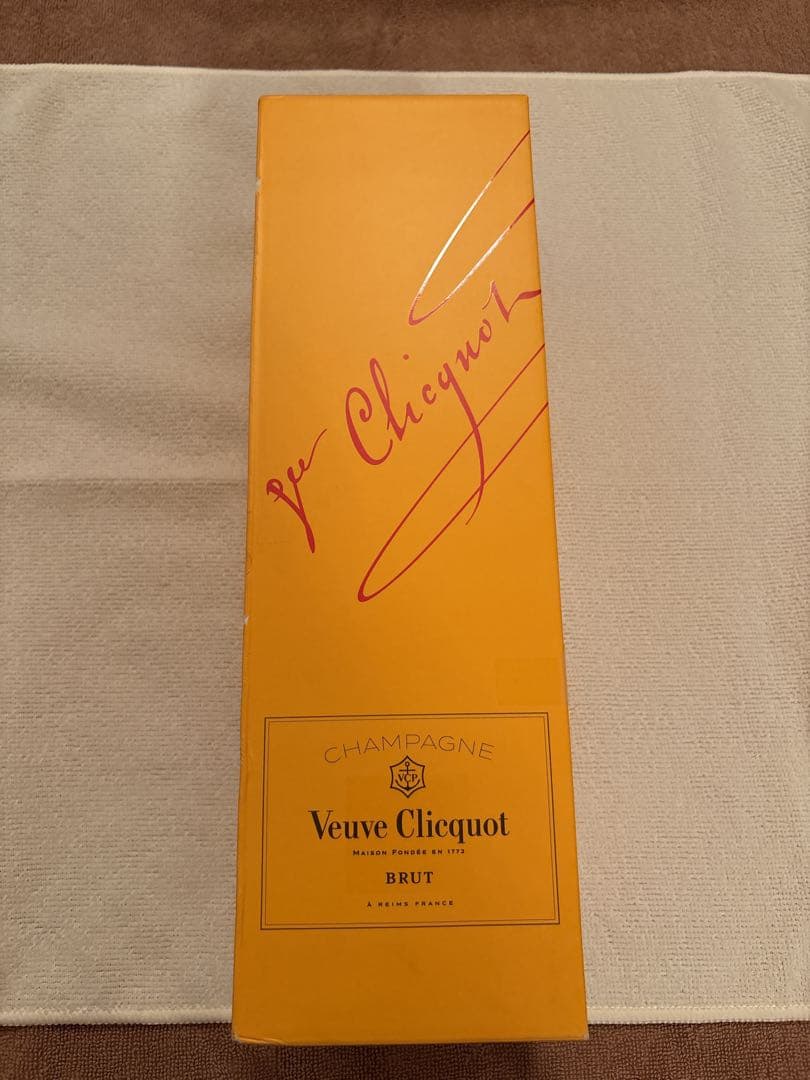 Clicquot
CHAMPAGNE
VCP
Veuve Clicquot
MAISON FONDÉE EN 1772
BRUT
À REIMS FRANCE